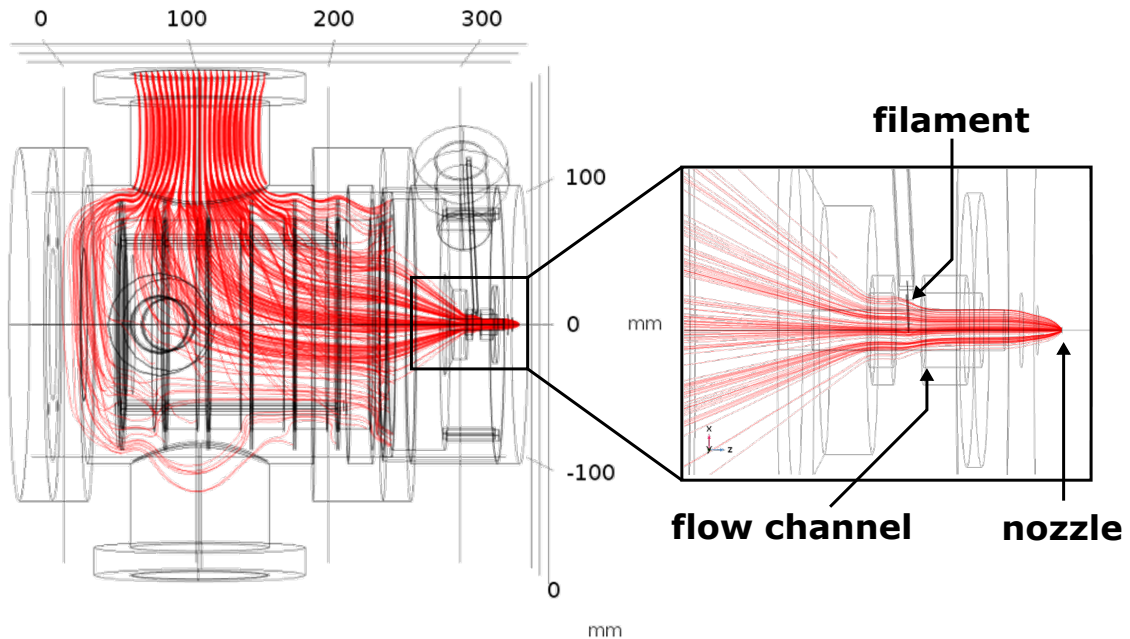 0 100 200 300
filament
100
0 mm
x
y z
-100
flow channel nozzle
0
mm